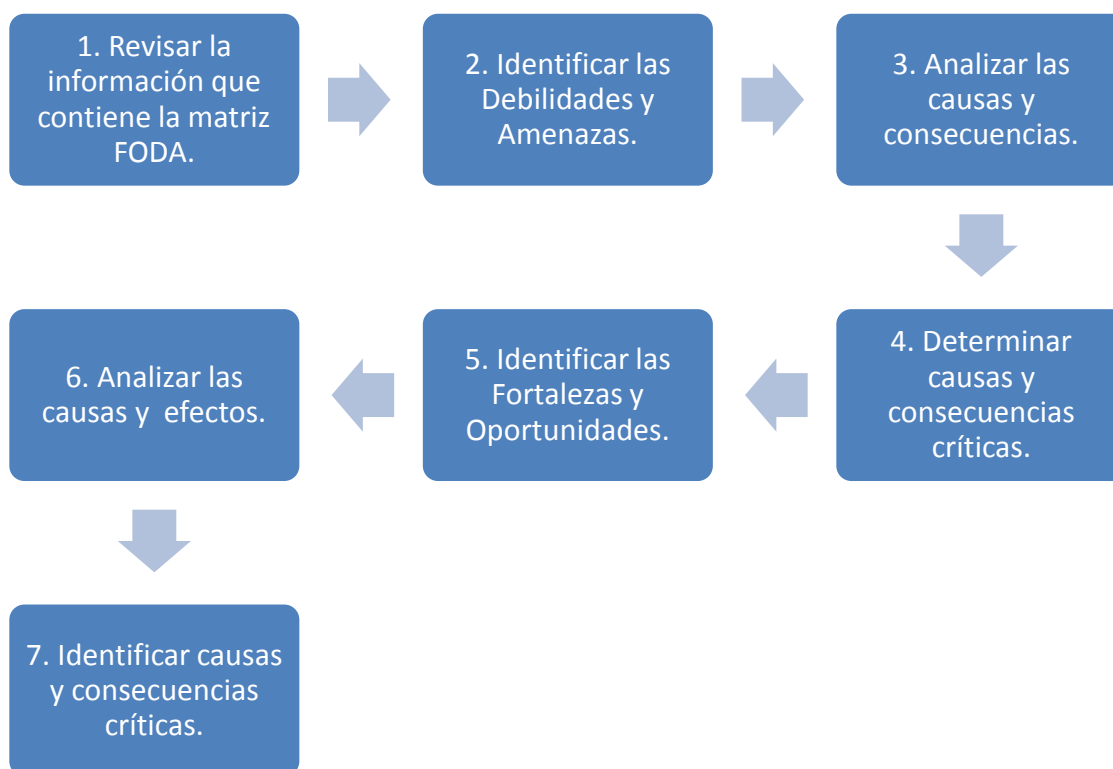 1. Revisar la
información que
contiene la matriz
FODA.
2. Identificar las
Debilidades y
Amenazas.
3. Analizar las
causas y
consecuencias.
4. Determinar
causas y
consecuencias
críticas.
5. Identificar las
Fortalezas y
Oportunidades.
6. Analizar las
causas y  efectos.
7. Identificar causas
y consecuencias
críticas.